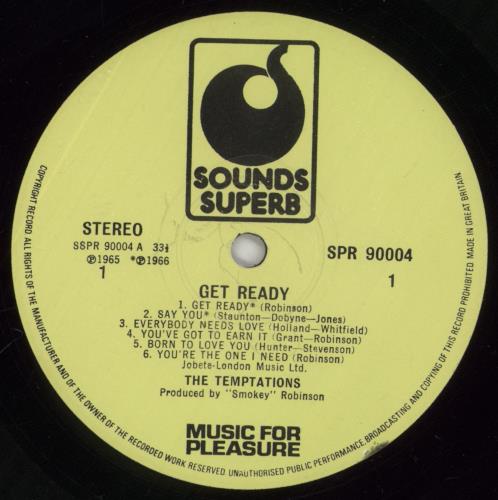 SOUNDS
SUPERB
STEREO
SSPR 90004 A 33⅓
℗1965 *℗1966
1
SPR 90004
1
GET READY
1. GET READY* (Robinson)
2. SAY YOU* (Staunton—Dobyne—Jones)
3. EVERYBODY NEEDS LOVE (Holland—Whitfield)
4. YOU'VE GOT TO EARN IT (Grant—Robinson)
5. BORN TO LOVE YOU (Hunter—Stevenson)
6. YOU'RE THE ONE I NEED (Robinson)
Jobete-London Music Ltd.
THE TEMPTATIONS
Produced by "Smokey" Robinson
MUSIC FOR
PLEASURE
COPYRIGHT RECORD ALL RIGHTS OF THE MANUFACTURER AND OF THE OWNER OF THE RECORDED WORK RESERVED. UNAUTHORISED PUBLIC PERFORMANCE, BROADCASTING AND COPYING OF THIS RECORD PROHIBITED. MADE IN GREAT BRITAIN.